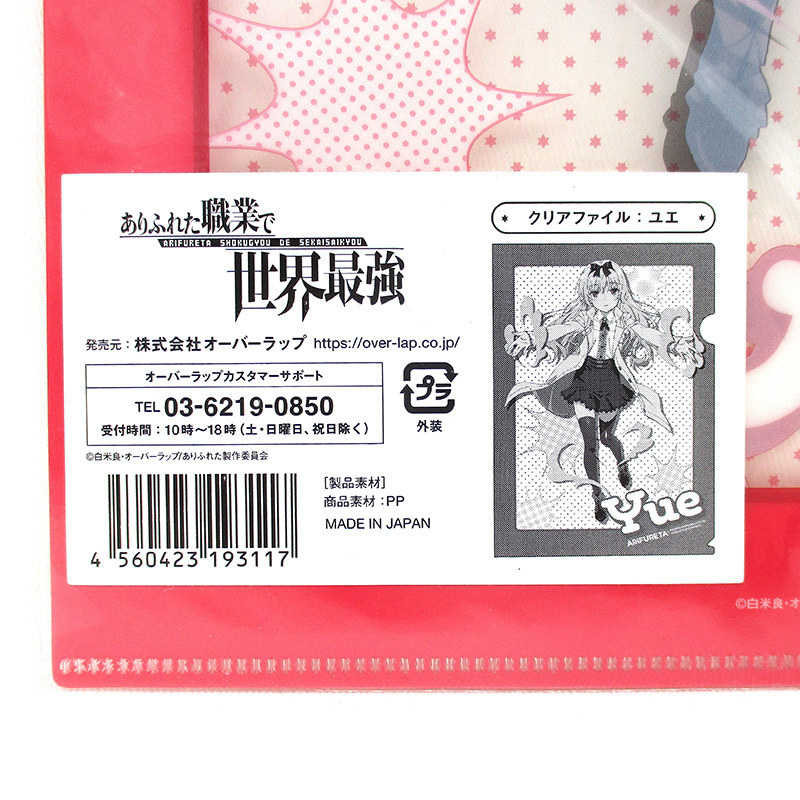 ありふれた職業で
ARIFURETA SHOKUGYOU DE SEKAISAIKYOU
世界最強
発売元：株式会社オーバーラップ https://over-lap.co.jp/
オーバーラップカスタマーサポート
TEL 03-6219-0850
受付時間：10時～18時（土・日曜日、祝日除く）
プラ
外装
©白米良・オーバーラップ/ありふれた製作委員会
4 560423 193117
［製品素材］
商品素材：PP
MADE IN JAPAN
クリアファイル：ユエ
Yue
ARIFURETA
©白米良・オ